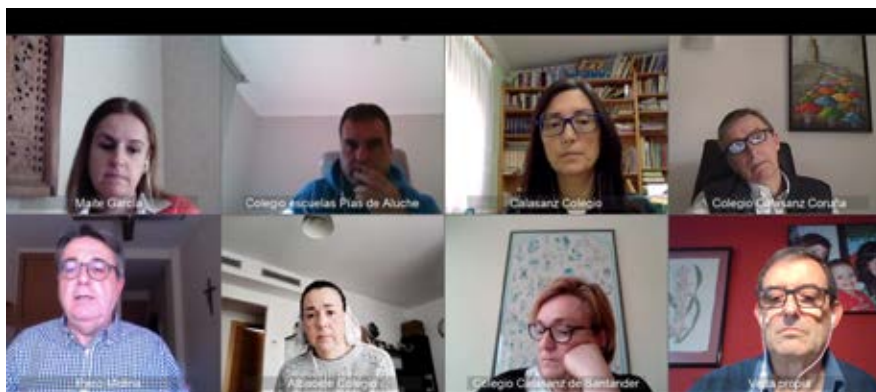 Maite García
Colegio escuelas Pías de Aluche
Calasanz Colegio
Colegio Calasanz Coruña
Molina
Albacete Colegio
Colegio Calasanz de Santander
Vista propia